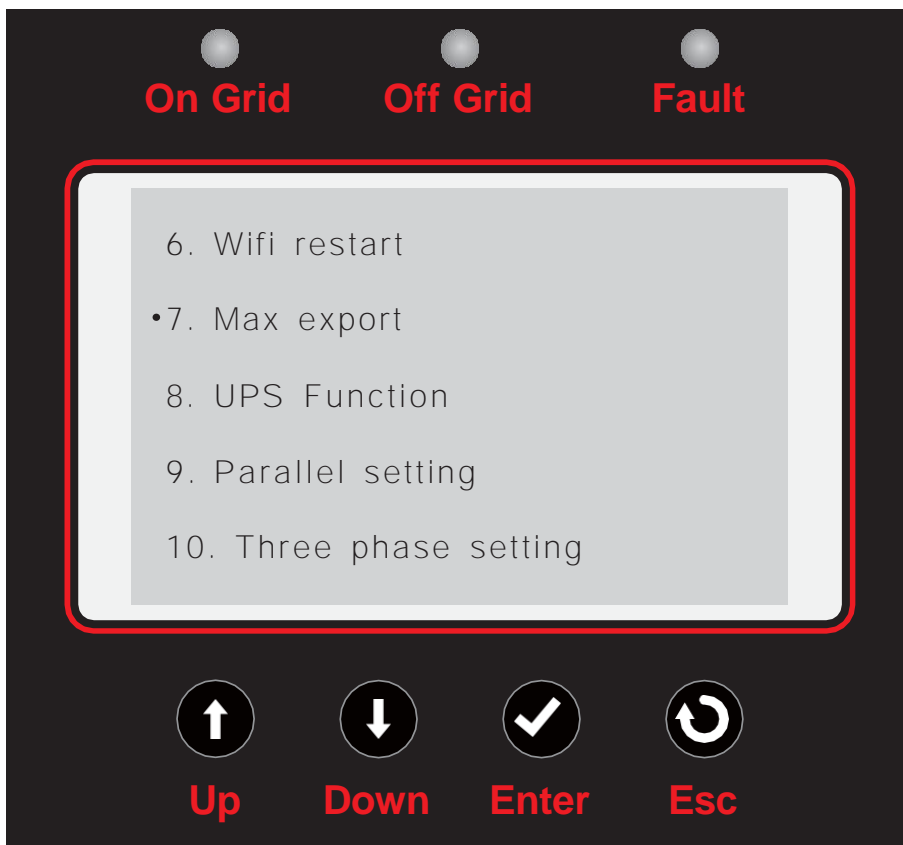 On Grid Off Grid Fault
6. Wifi restart
•7. Max export
8. UPS Function
9. Parallel setting
10. Three phase setting
Up Down Enter Esc